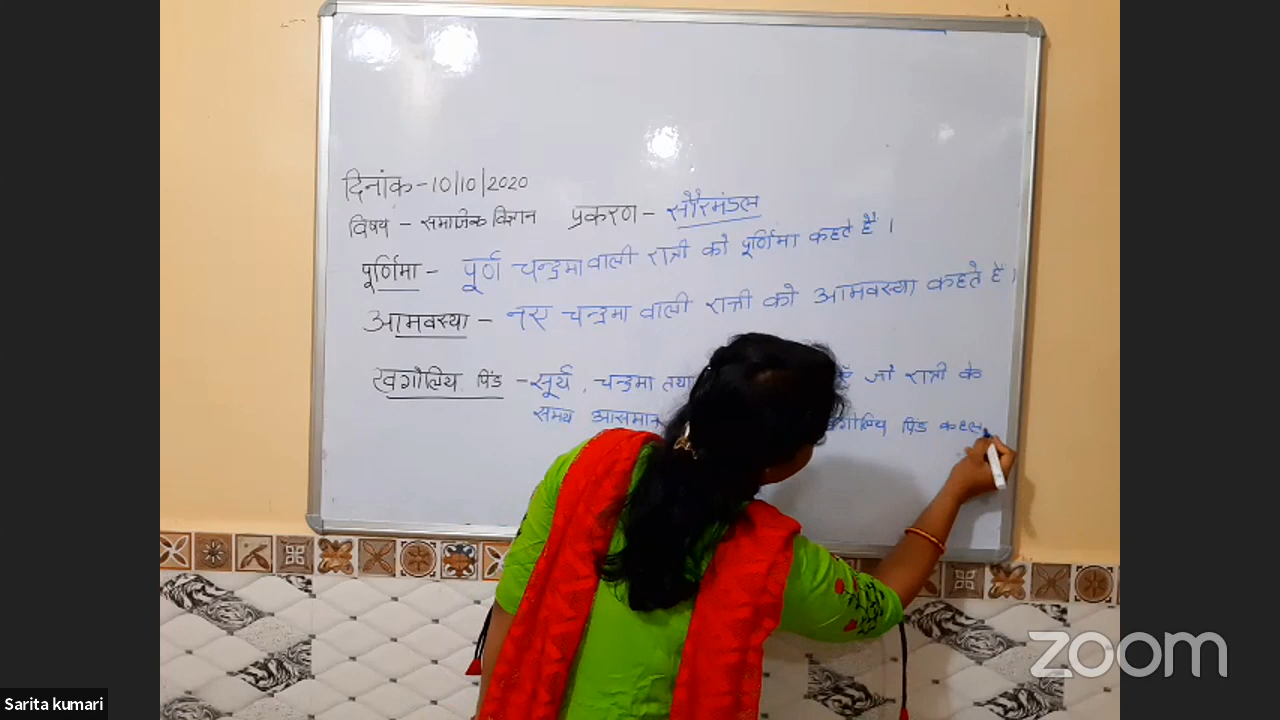 दिनांक - 10/10/2020
विषय - समाजिक विज्ञान प्रकरण - सौरमंडल
पूर्णिमा - पूर्ण चन्द्रमा वाली रात्री को पूर्णिमा कहते हैं ।
आमवस्या - नए चन्द्रमा वाली रात्री को आमवस्या कहते हैं ।
खगोलिय पिंड - सूर्य , चन्द्रमा तथा जो रात्री के
समय आसमान खगोलिय पिंड कहल
Sarita kumari
zoom